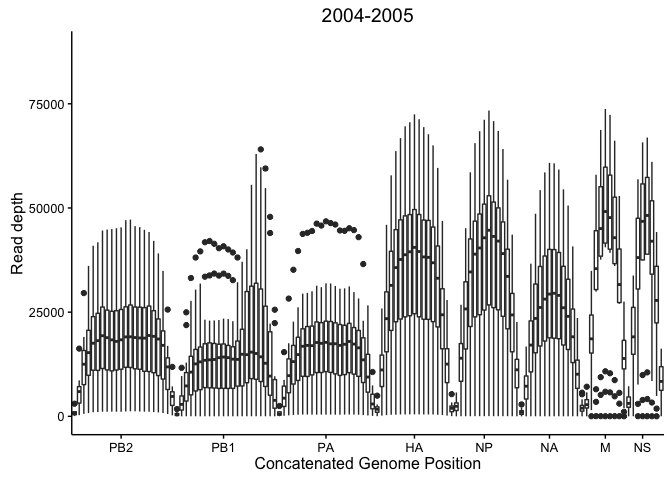 2004-2005
75000
50000
25000
0
Read depth
PB2 PB1 PA HA NP NA M NS
Concatenated Genome Position